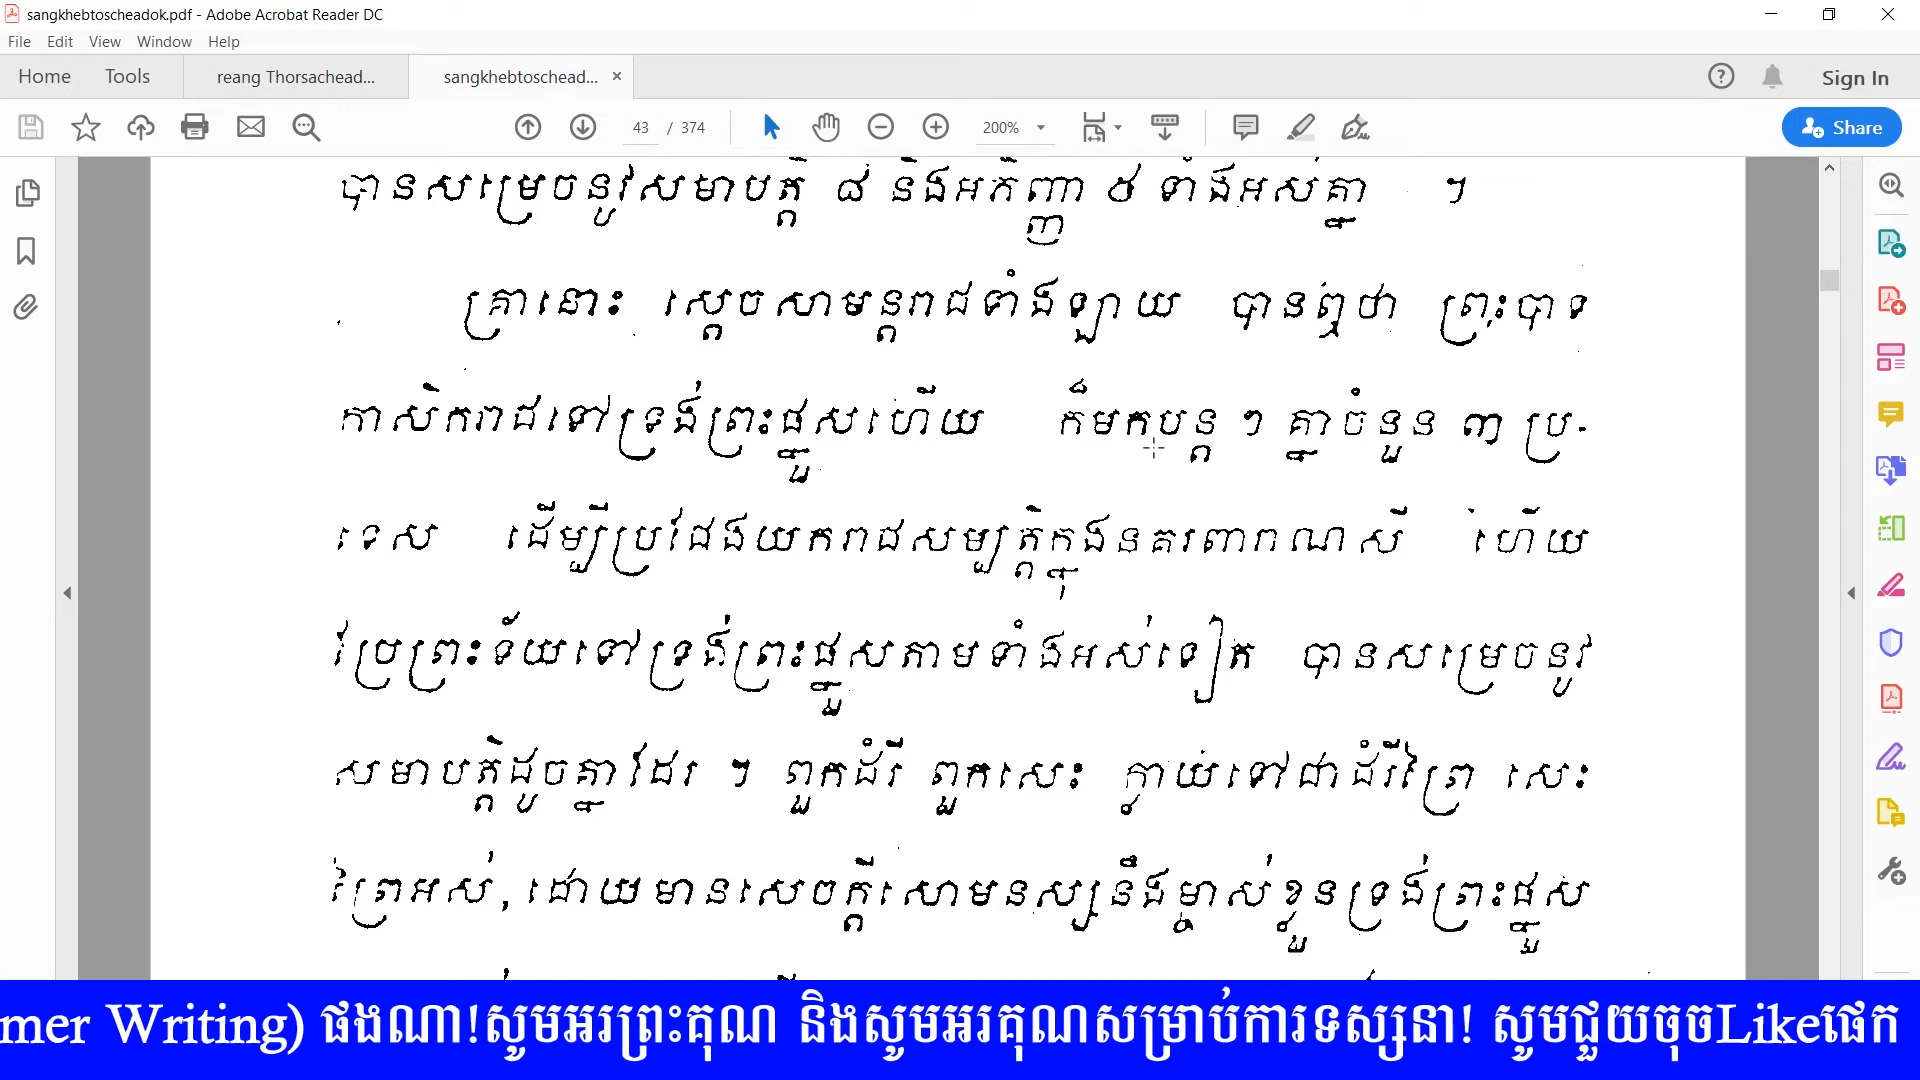 sangkhebtoscheadok.pdf - Adobe Acrobat Reader DC
File Edit View Window Help
Home Tools reang Thorsachead... sangkhebtoschead... × Sign In
43 / 374 200% Share
បានសម្រេចនូវសមាបត្តិ ៨ និងអភិញ្ញា ៥ ទាំងអស់គ្នា ។
គ្រានោះ ស្តេចសាមន្តរាជទាំងឡាយ បានឮថា ព្រះបាទ
កាសិករាជទៅទ្រង់ព្រះផ្នួសហើយ ក៏មកបន្ត ៗ គ្នាចំនួន ៣ ប្រ-
ទេស ដើម្បីប្រជែងយករាជសម្បត្តិក្នុងនគរពារាណសី ហើយ
ប្រែព្រះទ័យទៅទ្រង់ព្រះផ្នួសតាមទាំងអស់ទៀត បានសម្រេចនូវ
សមាបត្តិដូចគ្នាដែរ ។ ពួកដំរី ពួកសេះ ក្លាយទៅជាដំរីព្រៃ សេះ
ព្រៃអស់, ដោយមានសេចក្តីសោមនស្សនឹងម្ចាស់ខ្លួនទ្រង់ព្រះផ្នួស
mer Writing) ផងណា!សូមអរព្រះគុណ និងសូមអរគុណសម្រាប់ការទស្សនា! សូមជួយចុចLikeផេក